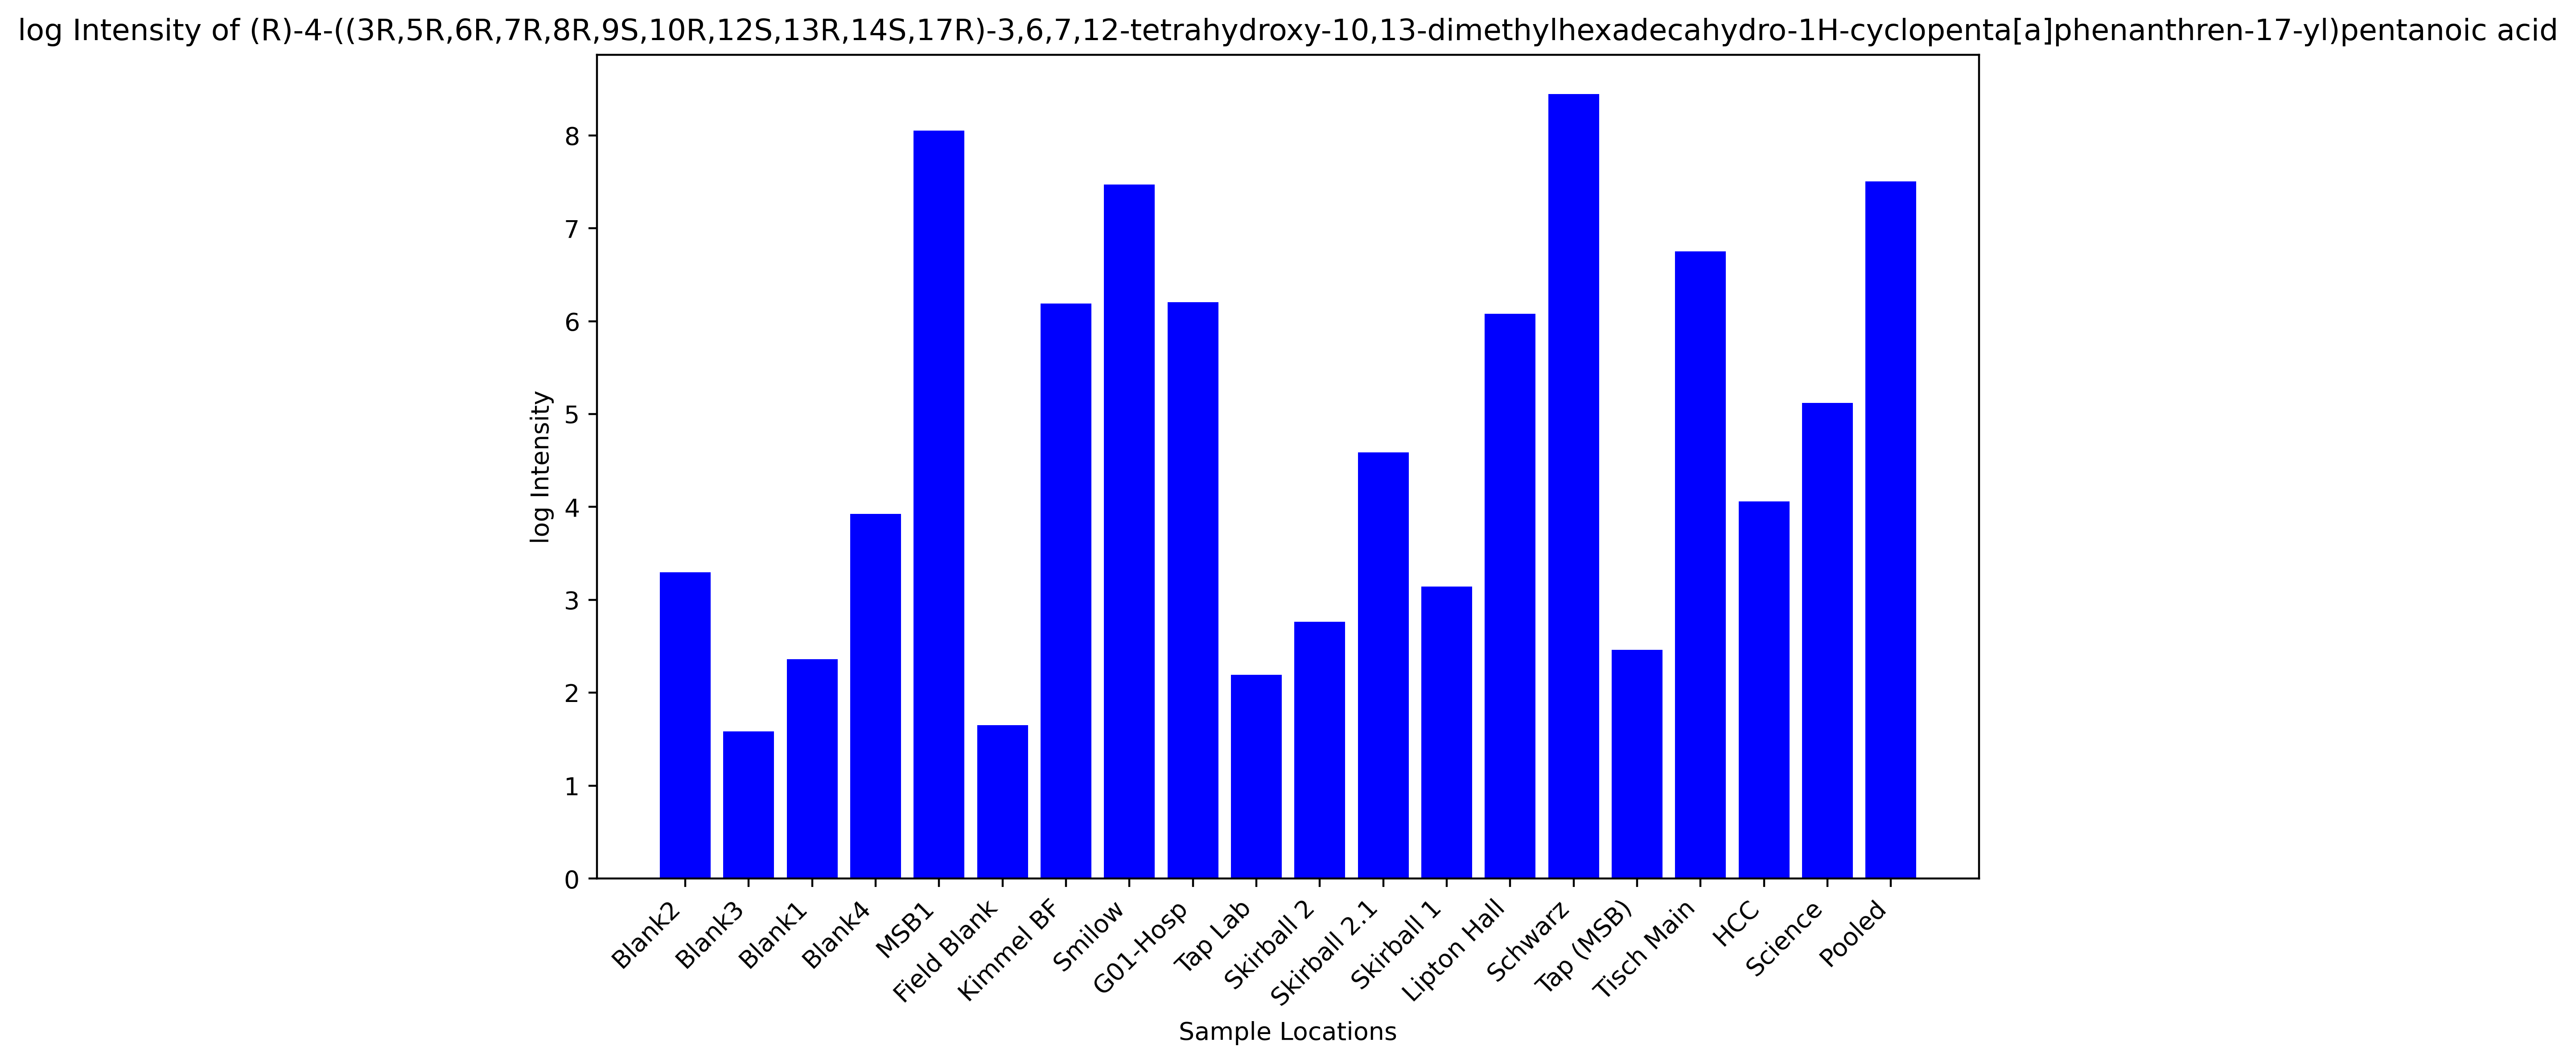 log Intensity of (R)-4-((3R,5R,6R,7R,8R,9S,10R,12S,13R,14S,17R)-3,6,7,12-tetrahydroxy-10,13-dimethylhexadecahydro-1H-cyclopenta[a]phenanthren-17-yl)pentanoic acid
log Intensity
8
7
6
5
4
3
2
1
0
Blank2
Blank3
Blank1
Blank4
MSB1
Field Blank
Kimmel BF
Smilow
G01-Hosp
Tap Lab
Skirball 2
Skirball 2.1
Skirball 1
Lipton Hall
Schwarz
Tap (MSB)
Tisch Main
HCC
Science
Pooled
Sample Locations